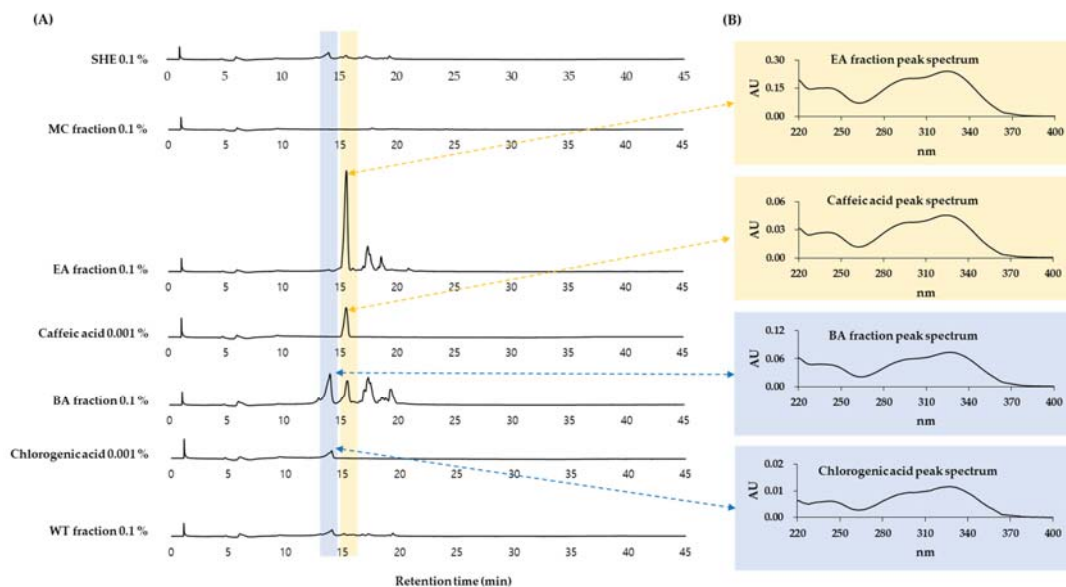 (A)
SHE 0.1 %
0 5 10 15 20 25 30 35 40 45
MC fraction 0.1 %
0 5 10 15 20 25 30 35 40 45
EA fraction 0.1 %
0 5 10 15 20 25 30 35 40 45
Caffeic acid 0.001 %
0 5 10 15 20 25 30 35 40 45
BA fraction 0.1 %
0 5 10 15 20 25 30 35 40 45
Chlorogenic acid 0.001 %
0 5 10 15 20 25 30 35 40 45
WT fraction 0.1 %
0 5 10 15 20 25 30 35 40 45
Retention time (min)
(B)
EA fraction peak spectrum
AU
0.30
0.15
0.00
220 250 280 310 340 370 400
nm
Caffeic acid peak spectrum
AU
0.06
0.03
0.00
220 250 280 310 340 370 400
nm
BA fraction peak spectrum
AU
0.12
0.06
0.00
220 250 280 310 340 370 400
nm
Chlorogenic acid peak spectrum
AU
0.02
0.01
0.00
220 250 280 310 340 370 400
nm